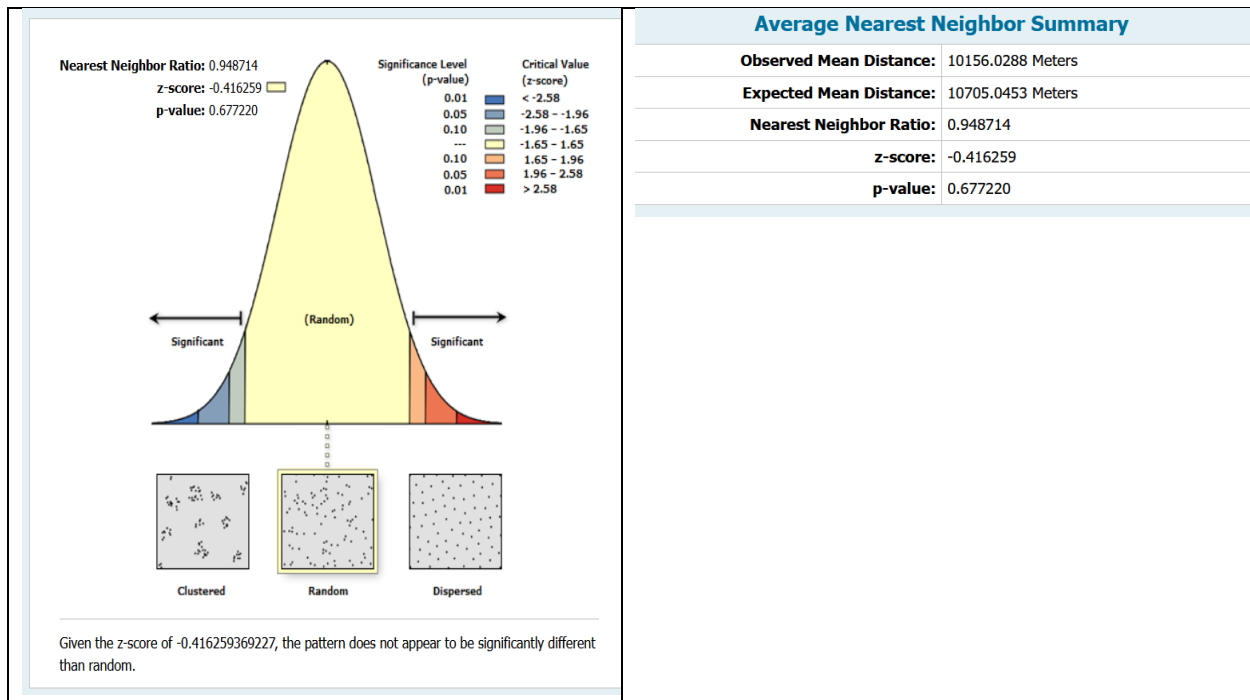 Nearest Neighbor Ratio: 0.948714
z-score: -0.416259
p-value: 0.677220
Significance Level
(p-value)
Critical Value
(z-score)
0.01 < -2.58
0.05 -2.58 - -1.96
0.10 -1.96 - -1.65
--- -1.65 - 1.65
0.10 1.65 - 1.96
0.05 1.96 - 2.58
0.01 > 2.58
(Random)
Significant
Significant
Clustered
Random
Dispersed
Given the z-score of -0.416259369227, the pattern does not appear to be significantly different
than random.
Average Nearest Neighbor Summary
Observed Mean Distance: 10156.0288 Meters
Expected Mean Distance: 10705.0453 Meters
Nearest Neighbor Ratio: 0.948714
z-score: -0.416259
p-value: 0.677220